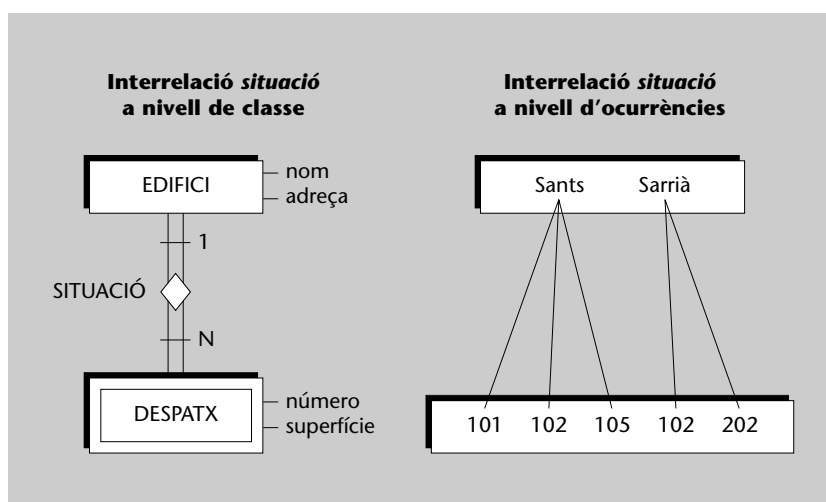 Interrelació situació
a nivell de classe
EDIFICI
nom
adreça
1
SITUACIÓ
N
DESPATX
número
superfície
Interrelació situació
a nivell d'ocurrències
Sants Sarrià
101 102 105 102 202